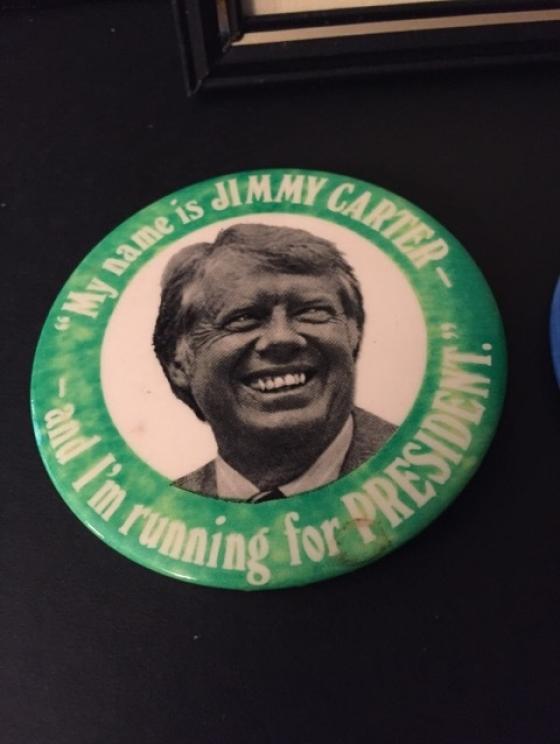 "My name is JIMMY CARTER –
– and I'm running for PRESIDENT."